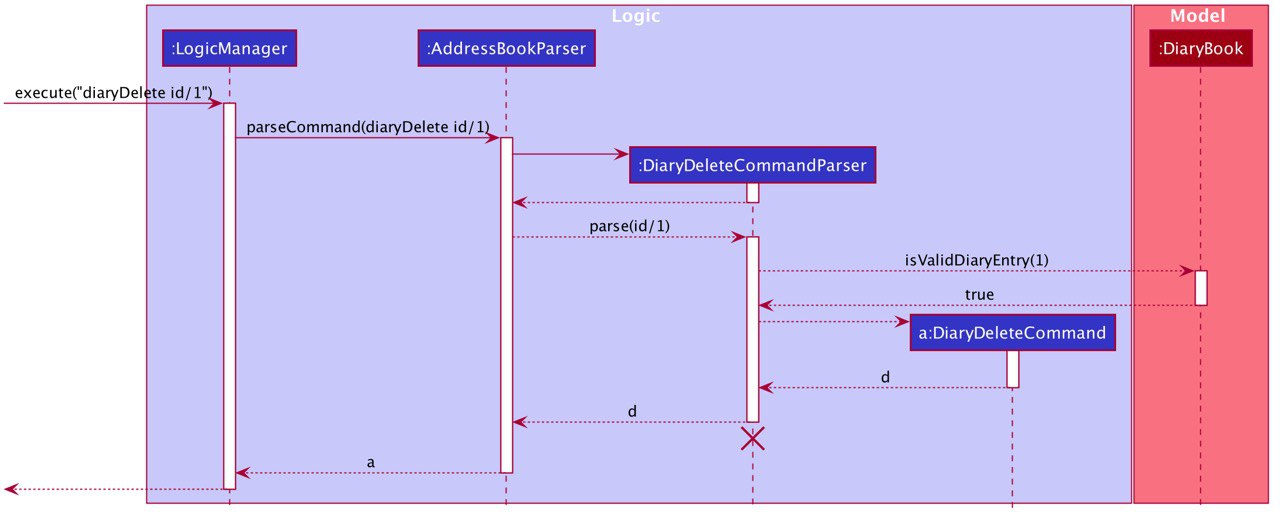 Logic
Model
:LogicManager
:AddressBookParser
:DiaryBook
execute("diaryDelete id/1")
parseCommand(diaryDelete id/1)
:DiaryDeleteCommandParser
parse(id/1)
isValidDiaryEntry(1)
true
a:DiaryDeleteCommand
d
d
a